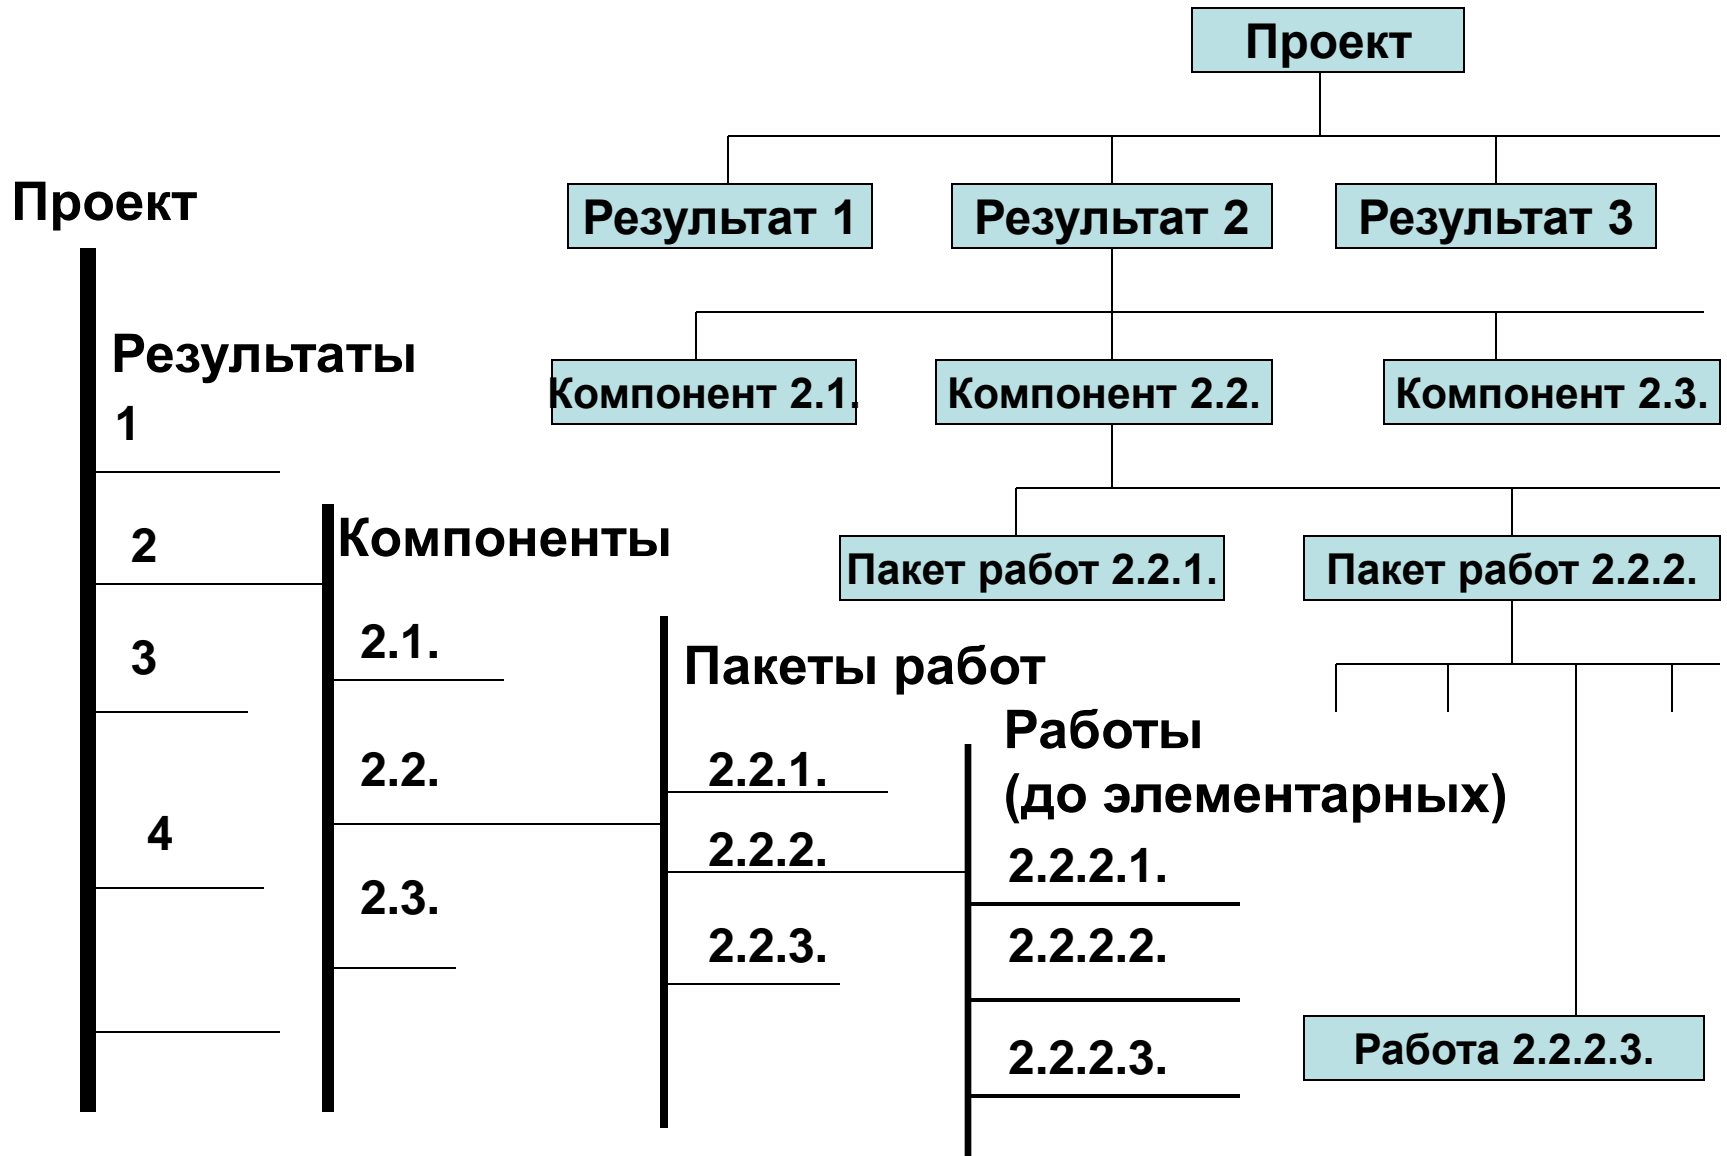 Проект
Результат 1
Результат 2
Результат 3
Компонент 2.1.
Компонент 2.2.
Компонент 2.3.
Пакет работ 2.2.1.
Пакет работ 2.2.2.
Работа 2.2.2.3.
Проект
Результаты
1
2
3
4
Компоненты
2.1.
2.2.
2.3.
Пакеты работ
2.2.1.
2.2.2.
2.2.3.
Работы
(до элементарных)
2.2.2.1.
2.2.2.2.
2.2.2.3.